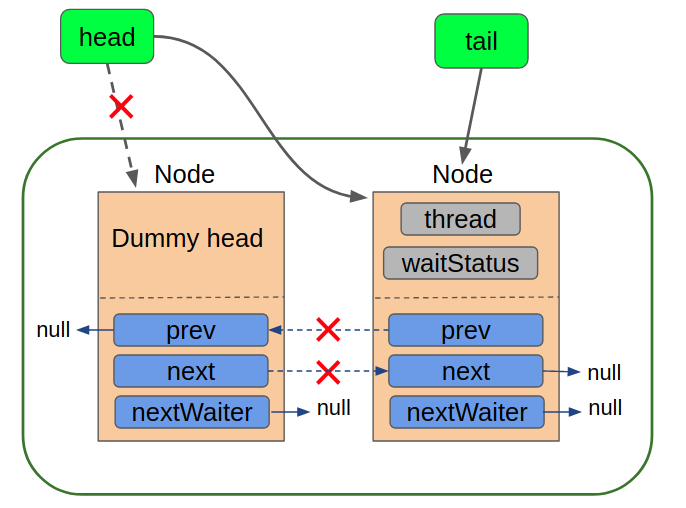 head
tail
Node
Node
Dummy head
thread
waitStatus
null
prev
prev
next
next
null
nextWaiter
null
nextWaiter
null